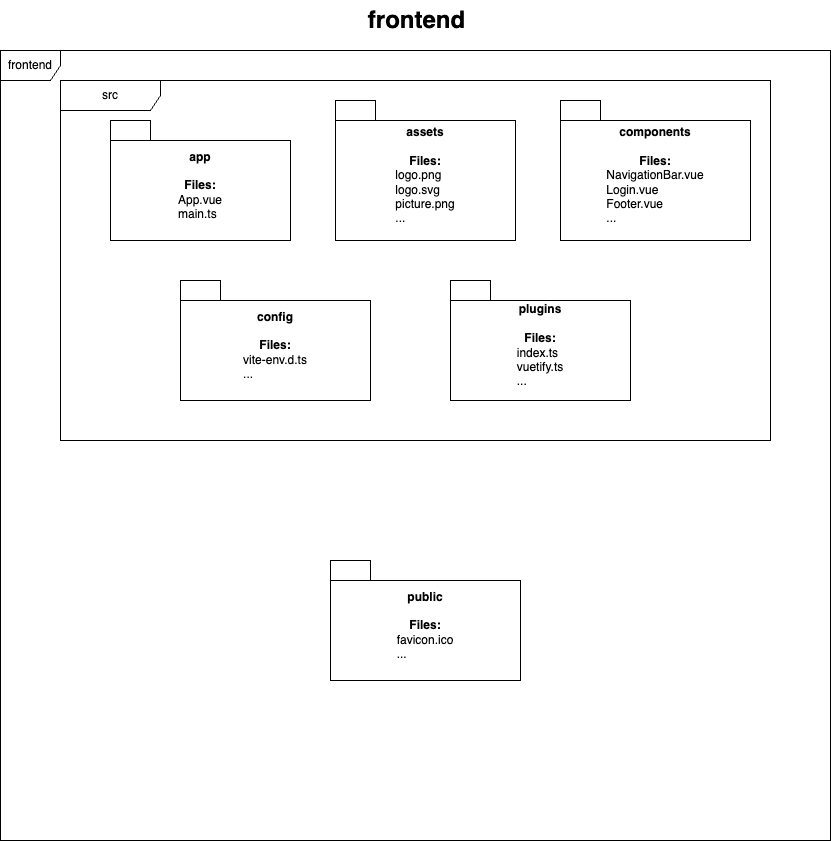 frontend
frontend
src
app
Files:
App.vue
main.ts
assets
Files:
logo.png
logo.svg
picture.png
...
components
Files:
NavigationBar.vue
Login.vue
Footer.vue
...
config
Files:
vite-env.d.ts
...
plugins
Files:
index.ts
vuetify.ts
...
public
Files:
favicon.ico
...